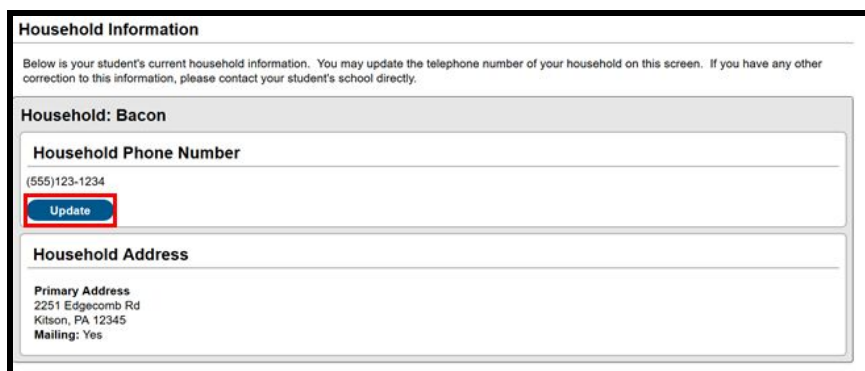 Household Information
Below is your student's current household information. You may update the telephone number of your household on this screen. If you have any other
correction to this information, please contact your student's school directly.
Household: Bacon
Household Phone Number
(555)123-1234
Update
Household Address
Primary Address
2251 Edgecomb Rd
Kitson, PA 12345
Mailing: Yes